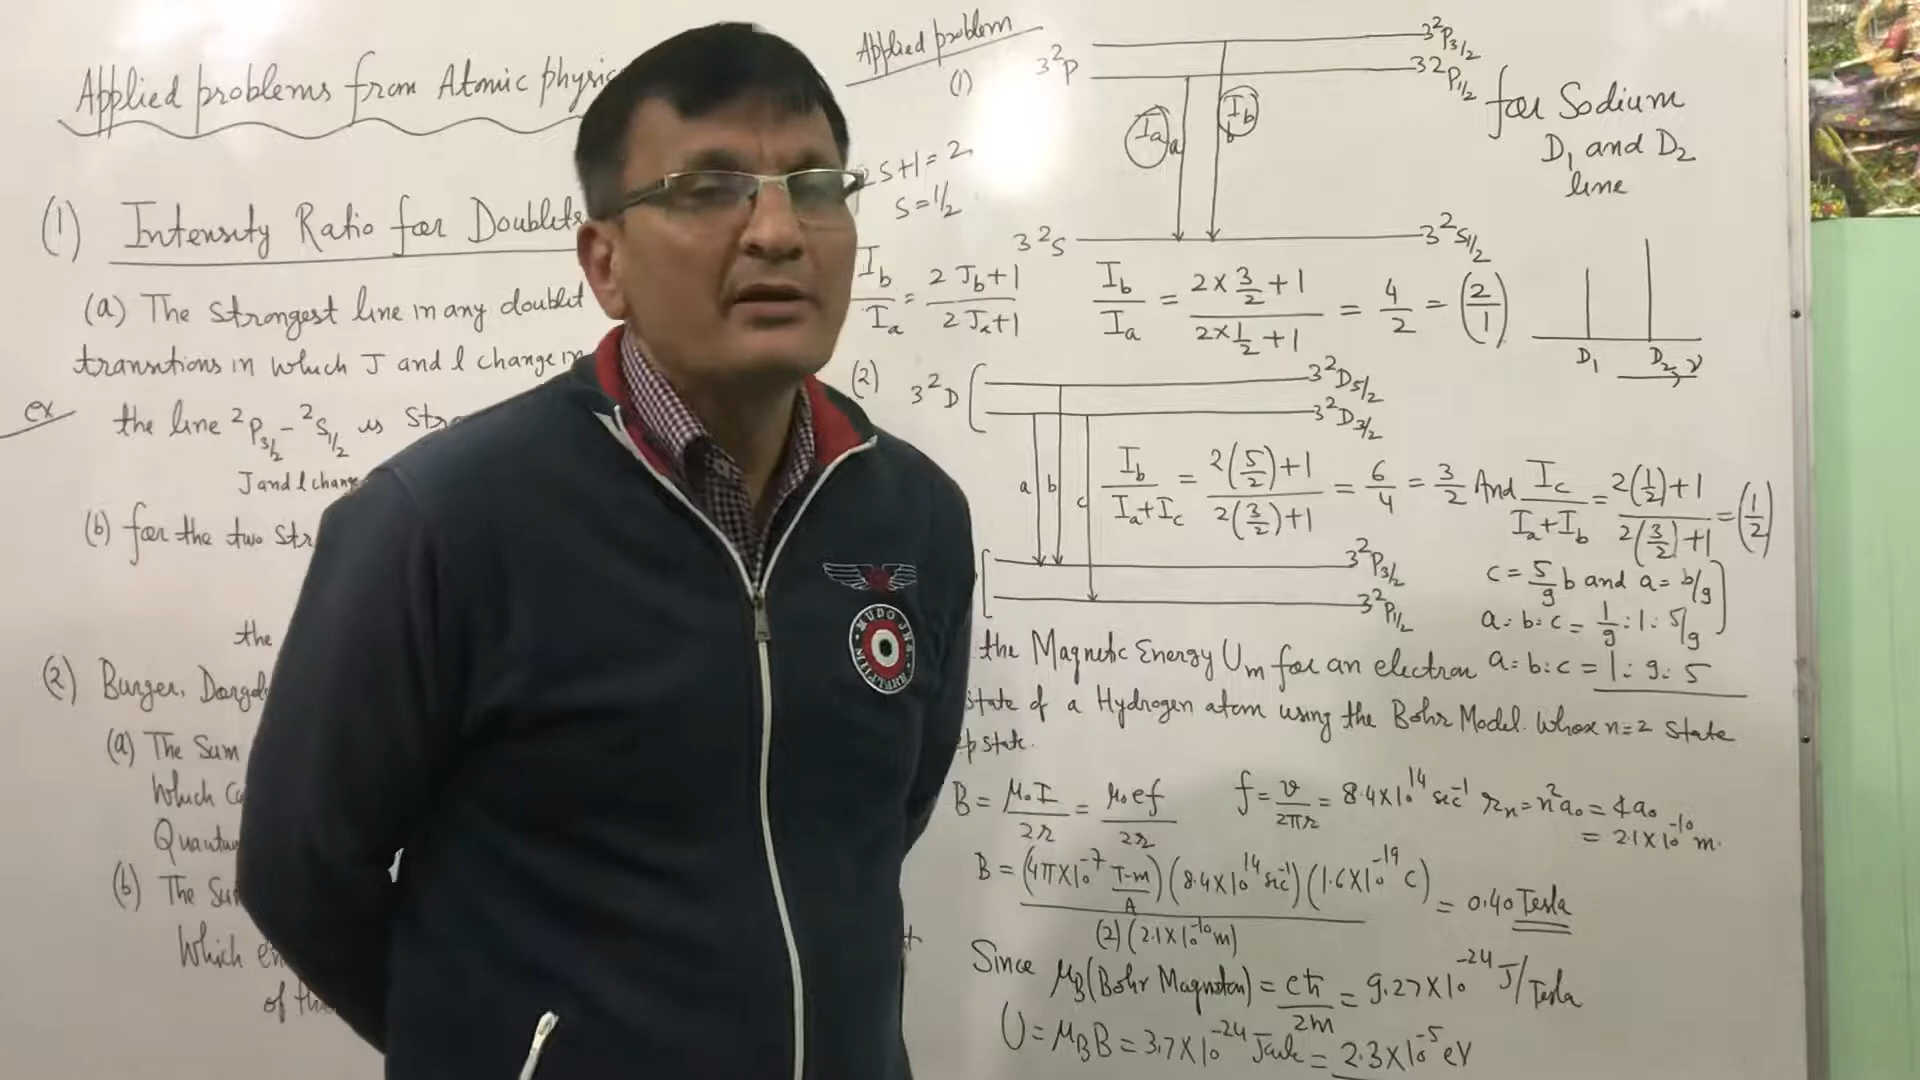 Applied problems from Atomic physic
(1) Intensity Ratio for Doublets
(a) The strongest line in any doublet
transitions in which J and l change in
ex the line ²P₃/₂ - ²S₁/₂ is
J and l change
(b) for the two
the
(2) Burger, 
(a) The Sum
Which
(b) The
Which
of
Applied problem
(1)
3²P
3²P₃/₂
32P₁/₂
2S+1 = 2
S = 1/2
Ia a
Ib b
for Sodium
D₁ and D₂
line
3²S
3²S₁/₂
Ib/Ia = 2Jb+1 / 2Ja+1
Ib/Ia = 2×3/2+1 / 2×1/2+1 = 4/2 = (2/1)
D₁ D₂ ν
(2) 3²D
3²D₅/₂
3²D₃/₂
a b c
Ib/Ia+Ic = 2(5/2)+1 / 2(3/2)+1 = 6/4 = 3/2 And Ic/Ia+Ib = 2(1/2)+1 / 2(3/2)+1 = (1/2)
3²P₃/₂
3²P₁/₂
c = 5/9 b and a = b/9
a : b : c = 1/9 : 1 : 5/9
a : b : c = 1 : 9 : 5
the Magnetic Energy Um for an electron
state of a Hydrogen atom using the Bohr Model. Whose n=2 state
state.
B = μ₀I/2r = μ₀ef/2r
f = v/2πr = 8.4×10¹⁴ sec⁻¹
rn = n²a₀ = 4a₀
= 2.1×10⁻¹⁰ m.
B = (4π×10⁻⁷ T-m/A)(8.4×10¹⁴ sec⁻¹)(1.6×10⁻¹⁹ C) / (2)(2.1×10⁻¹⁰ m) = 0.40 Tesla
Since μB (Bohr Magneton) = eħ/2m = 9.27×10⁻²⁴ J/Tesla
U = μB B = 3.7×10⁻²⁴ Joule = 2.3×10⁻⁵ eV
MUDO JNS
MILITARE